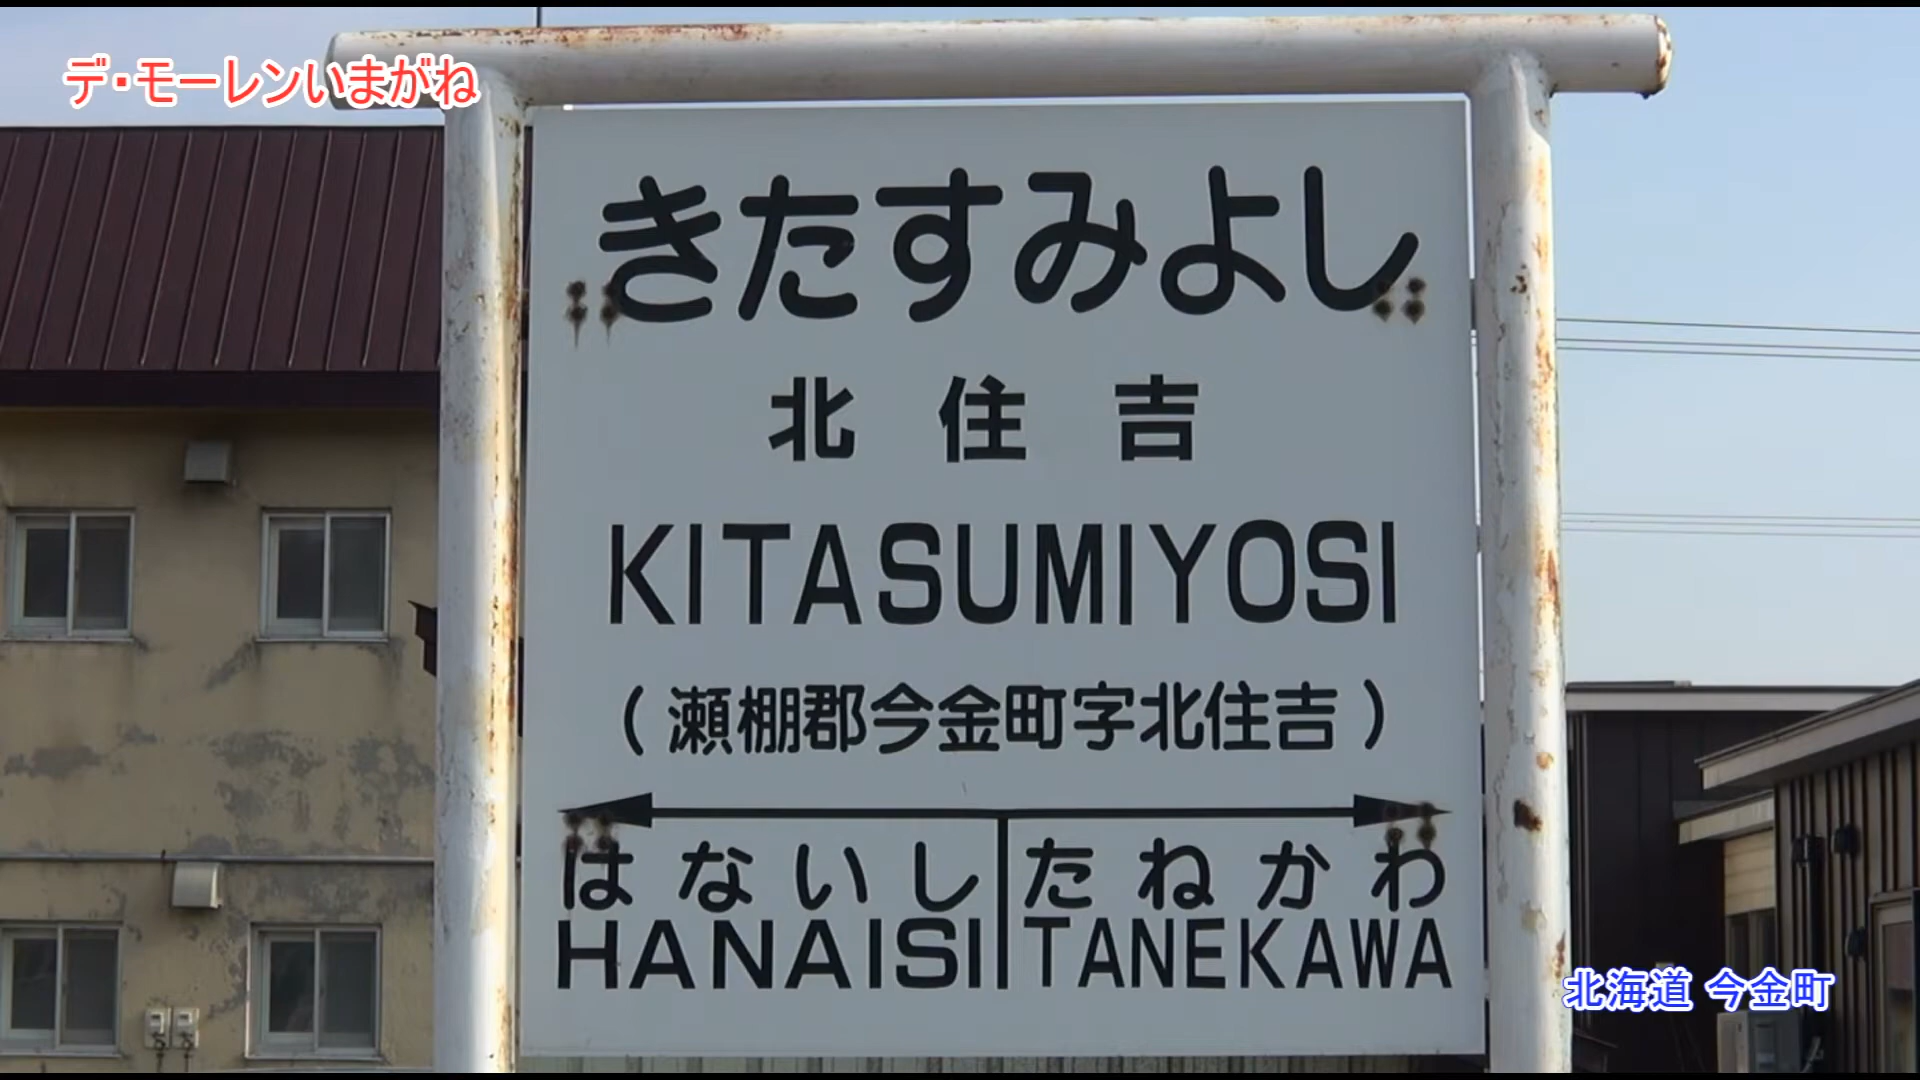 デ・モーレンいまがね
きたすみよし
北住吉
KITASUMIYOSI
(瀬棚郡今金町字北住吉)
はないし たねかわ
HANAISI TANEKAWA
北海道 今金町